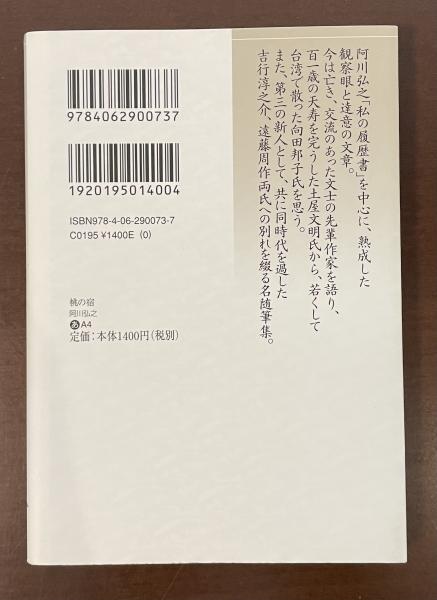 阿川弘之「私の履歴書」を中心に、熟成した
観察眼と達意の文章。
今は亡き、交流のあった文士の先輩作家を語り、
百一歳の天寿を完うした土屋文明氏から、若くして
台湾で散った向田邦子氏を思う。
また、第三の新人として、共に同時代を過した
吉行淳之介、遠藤周作両氏への別れを綴る名随筆集。
9784062900737
1920195014004
ISBN978-4-06-290073-7
C0195 ¥1400E (0)
桃の宿
阿川弘之
あA4
定価：本体1400円(税別)